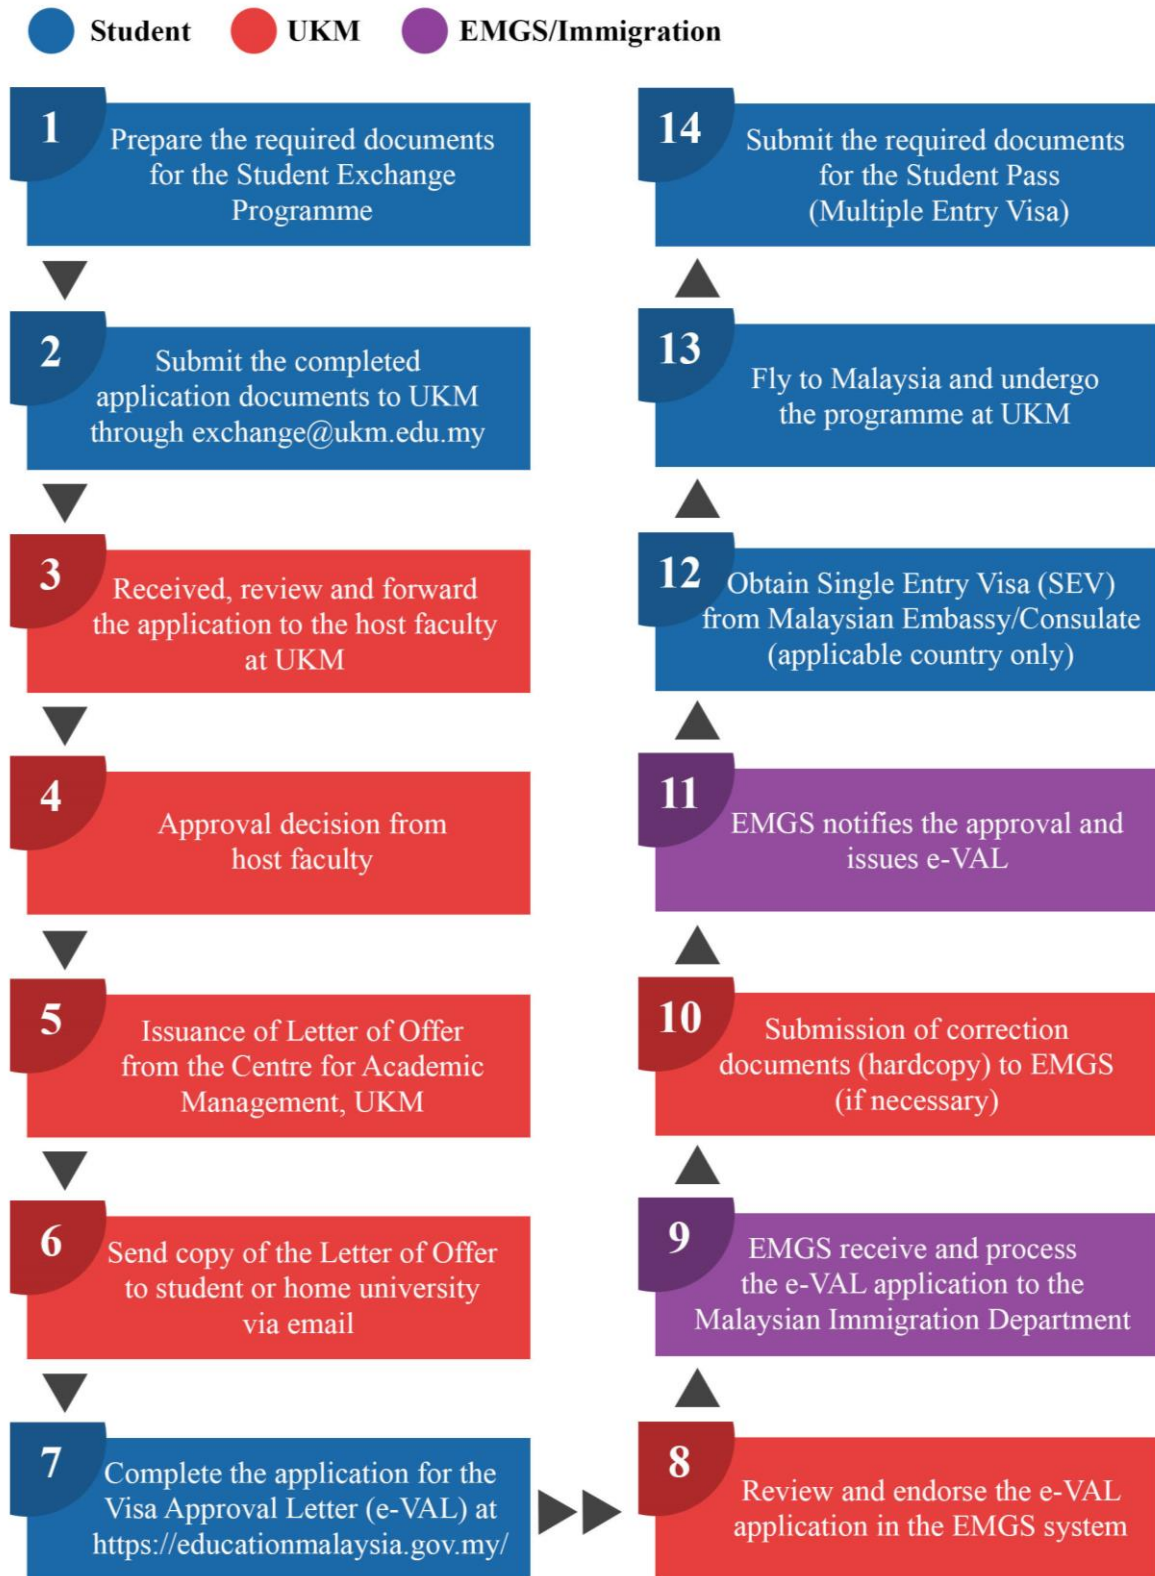 Student
UKM
EMGS/Immigration
1
Prepare the required documents
for the Student Exchange
Programme
2
Submit the completed
application documents to UKM
through exchange@ukm.edu.my
3
Received, review and forward
the application to the host faculty
at UKM
4
Approval decision from
host faculty
5
Issuance of Letter of Offer
from the Centre for Academic
Management, UKM
6
Send copy of the Letter of Offer
to student or home university
via email
7
Complete the application for the
Visa Approval Letter (e-VAL) at
https://educationmalaysia.gov.my/
8
Review and endorse the e-VAL
application in the EMGS system
9
EMGS receive and process
the e-VAL application to the
Malaysian Immigration Department
10
Submission of correction
documents (hardcopy) to EMGS
(if necessary)
11
EMGS notifies the approval and
issues e-VAL
12
Obtain Single Entry Visa (SEV)
from Malaysian Embassy/Consulate
(applicable country only)
13
Fly to Malaysia and undergo
the programme at UKM
14
Submit the required documents
for the Student Pass
(Multiple Entry Visa)